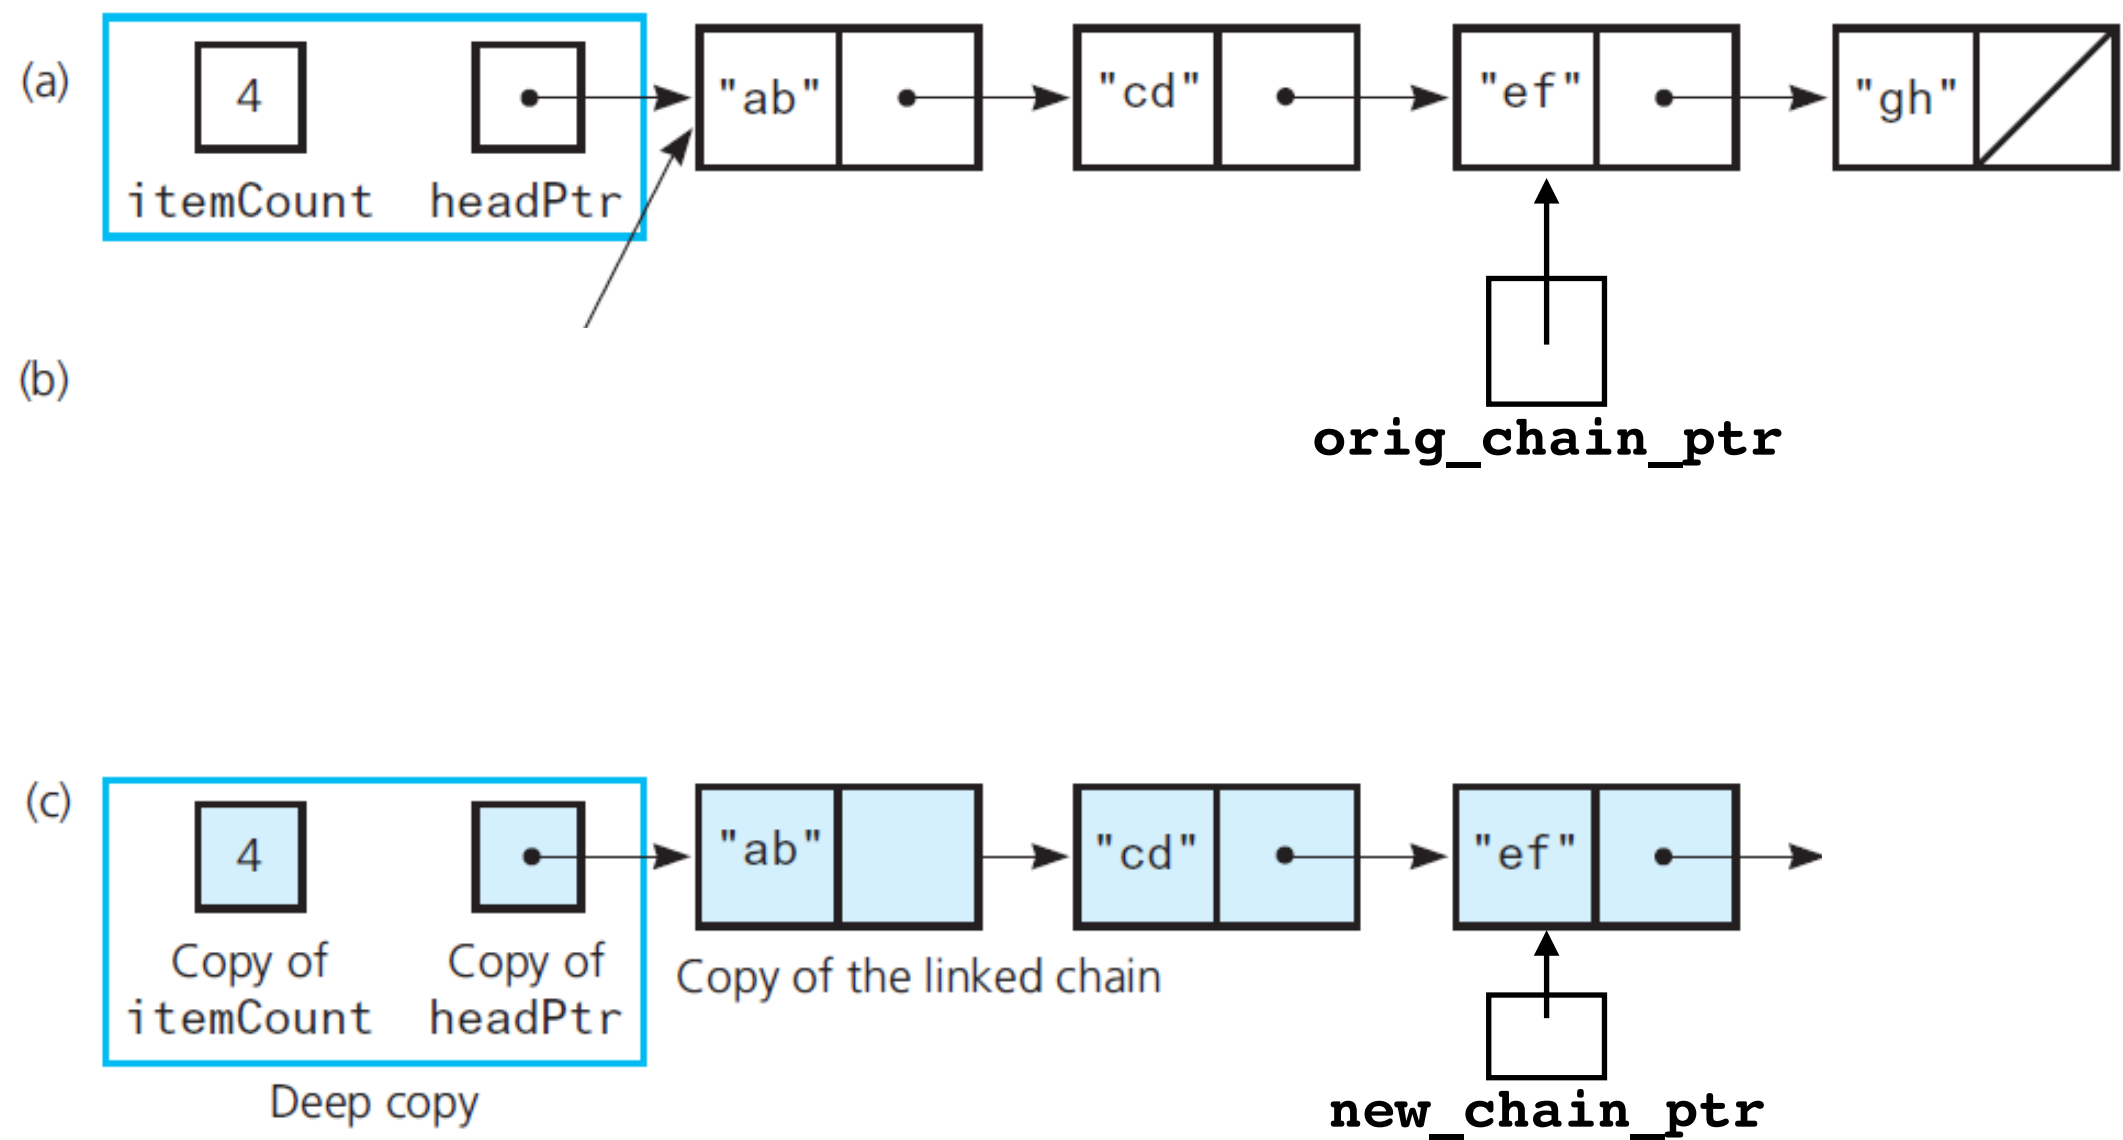 (a)
4
itemCount
headPtr
"ab"
"cd"
"ef"
"gh"
orig_chain_ptr
(b)
(c)
4
Copy of
itemCount
Copy of
headPtr
"ab"
"cd"
"ef"
Copy of the linked chain
Deep copy
new_chain_ptr